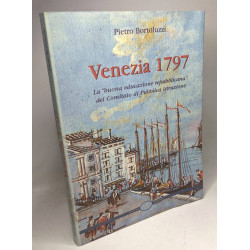 Pietro Bortoluzzi
Venezia 1797
La "buona educazione repubblicana"
del Comitato di Pubblica istruzione